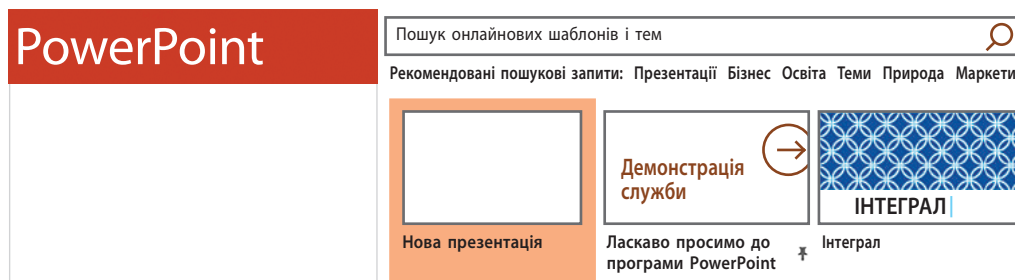 PowerPoint
Пошук онлайнових шаблонів і тем
Рекомендовані пошукові запити: Презентації Бізнес Освіта Теми Природа Маркети
Демонстрація
служби
ІНТЕГРАЛ
Нова презентація
Ласкаво просимо до
програми PowerPoint
Інтеграл